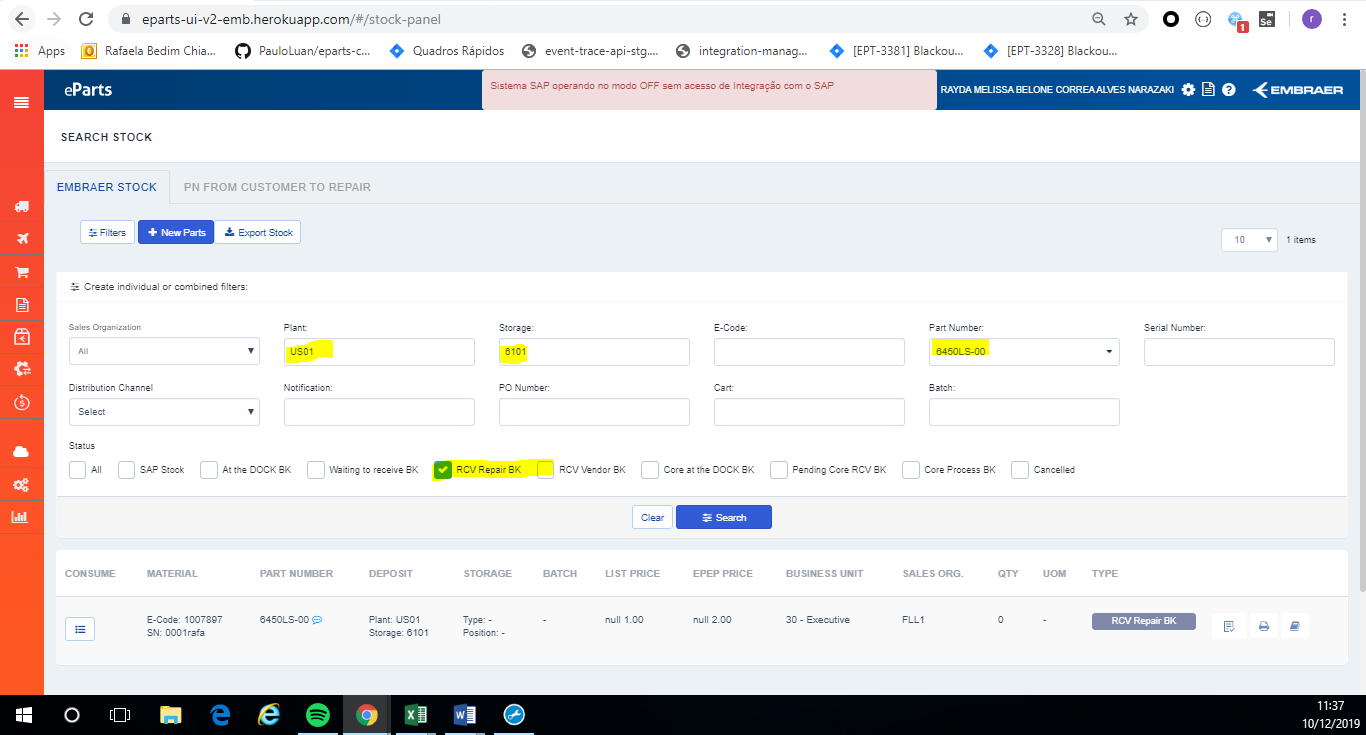 eparts-ui-v2-emb.herokuapp.com/#/stock-panel
Se
1
r
Apps
Rafaela Bedim Chia...
PauloLuan/eparts-c...
Quadros Rápidos
event-trace-api-stg....
integration-manag...
[EPT-3381] Blackou...
[EPT-3328] Blackou...
eParts
Sistema SAP operando no modo OFF sem acesso de Integração com o SAP
RAYDA MELISSA BELONE CORREA ALVES NARAZAKI
EMBRAER
SEARCH STOCK
EMBRAER STOCK
PN FROM CUSTOMER TO REPAIR
Filters
New Parts
Export Stock
10
1 items
Create individual or combined filters:
Sales Organization
Plant:
Storage:
E-Code:
Part Number:
Serial Number:
All
US01
6101
6450LS-00
Distribution Channel
Notification:
PO Number:
Cart:
Batch:
Select
Status
All
SAP Stock
At the DOCK BK
Waiting to receive BK
RCV Repair BK
RCV Vendor BK
Core at the DOCK BK
Pending Core RCV BK
Core Process BK
Cancelled
Clear
Search
CONSUME MATERIAL PART NUMBER DEPOSIT STORAGE BATCH LIST PRICE EPEP PRICE BUSINESS UNIT SALES ORG. QTY UOM TYPE
E-Code: 1007897
SN: 0001rafa
6450LS-00
Plant: US01
Storage: 6101
Type: -
Position: -
-
null 1.00
null 2.00
30 - Executive
FLL1
0
-
RCV Repair BK
11:37
10/12/2019